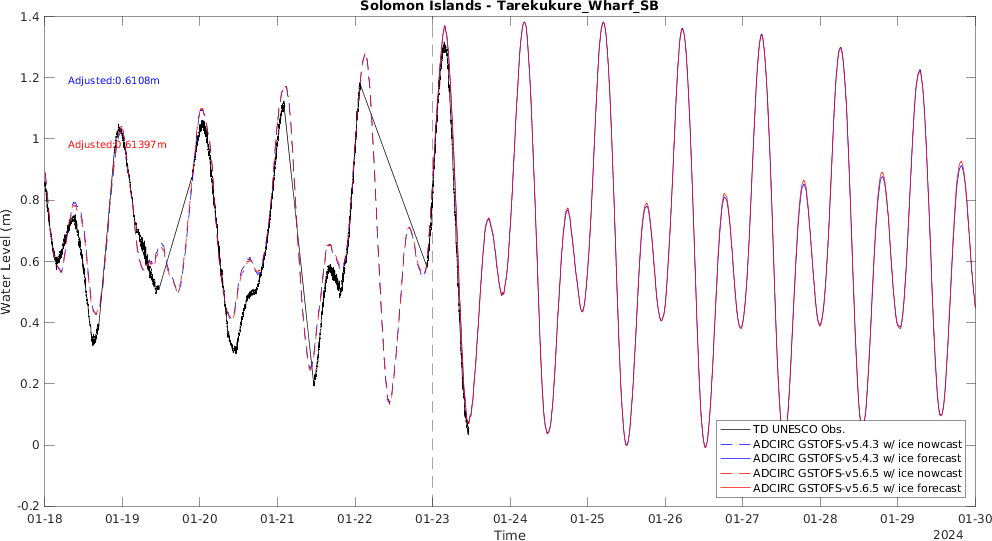 Solomon Islands - Tarekukure_Wharf_SB
1.4
1.2
1
0.8
0.6
0.4
0.2
0
-0.2
Water Level (m)
Adjusted:0.6108m
Adjusted:0.61397m
TD UNESCO Obs.
ADCIRC GSTOFS-v5.4.3 w/ ice nowcast
ADCIRC GSTOFS-v5.4.3 w/ ice forecast
ADCIRC GSTOFS-v5.6.5 w/ ice nowcast
ADCIRC GSTOFS-v5.6.5 w/ ice forecast
01-18 01-19 01-20 01-21 01-22 01-23 01-24 01-25 01-26 01-27 01-28 01-29 01-30
Time
2024